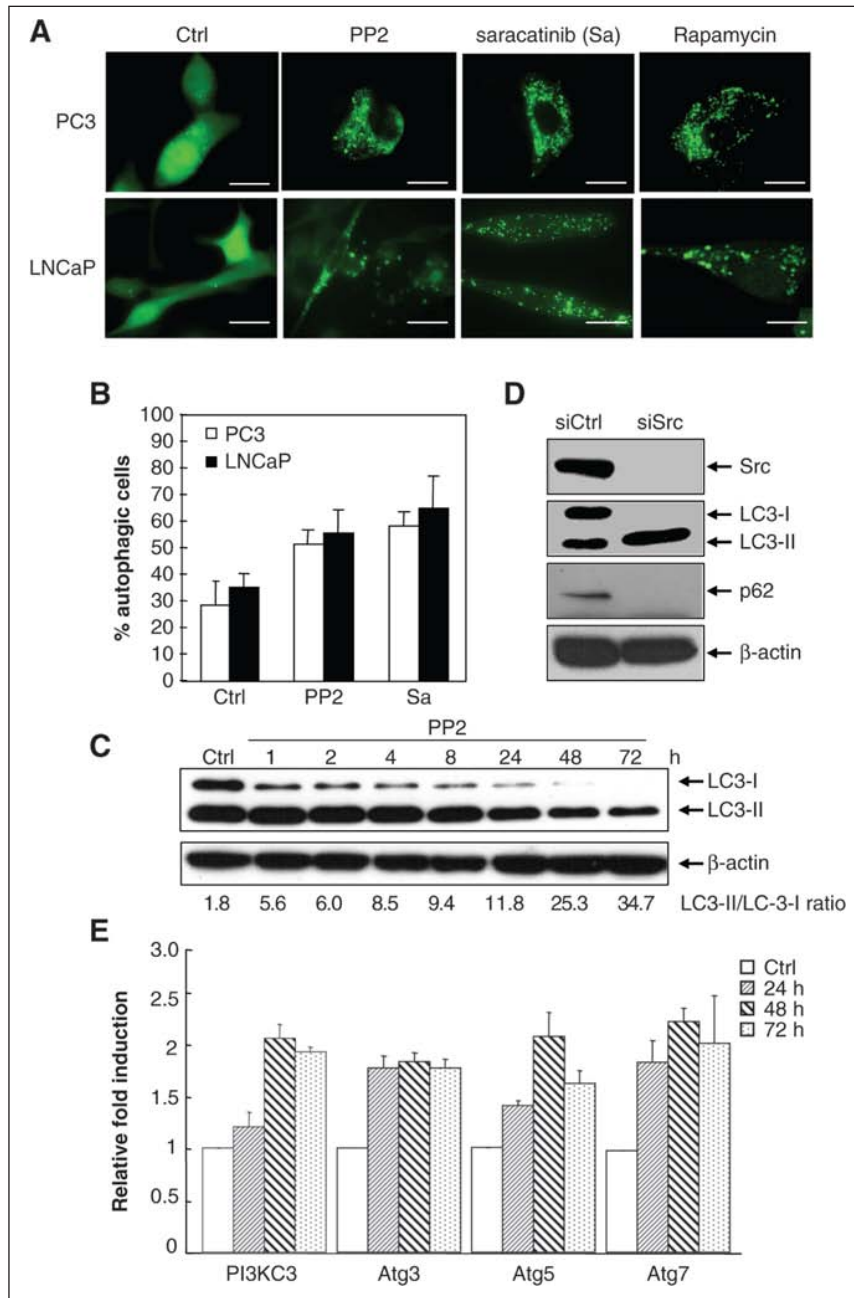 A
Ctrl PP2 saracatinib (Sa) Rapamycin
PC3
LNCaP
B
% autophagic cells
100
90
80
70
60
50
40
30
20
10
0
PC3
LNCaP
Ctrl PP2 Sa
D
siCtrl siSrc
Src
LC3-I
LC3-II
p62
β-actin
C
PP2
Ctrl 1 2 4 8 24 48 72 h
LC3-I
LC3-II
β-actin
1.8 5.6 6.0 8.5 9.4 11.8 25.3 34.7 LC3-II/LC-3-I ratio
E
Relative fold induction
3.0
2.5
2.0
1.5
1
0.5
0
Ctrl
24 h
48 h
72 h
PI3KC3 Atg3 Atg5 Atg7